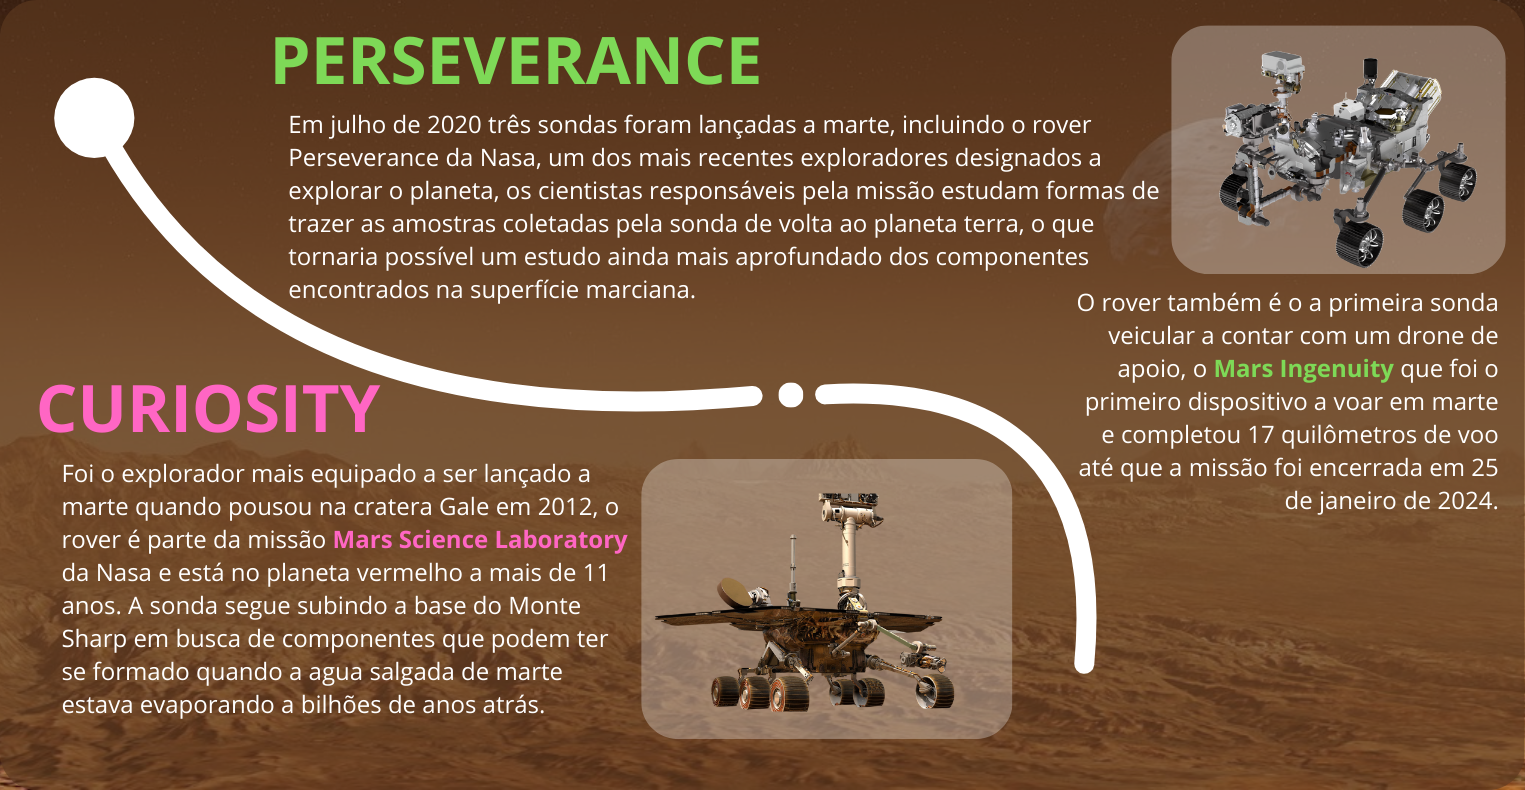 PERSEVERANCE
Em julho de 2020 três sondas foram lançadas a marte, incluindo o rover
Perseverance da Nasa, um dos mais recentes exploradores designados a
explorar o planeta, os cientistas responsáveis pela missão estudam formas de
trazer as amostras coletadas pela sonda de volta ao planeta terra, o que
tornaria possível um estudo ainda mais aprofundado dos componentes
encontrados na superfície marciana.
O rover também é o a primeira sonda
veicular a contar com um drone de
apoio, o Mars Ingenuity que foi o
primeiro dispositivo a voar em marte
e completou 17 quilômetros de voo
até que a missão foi encerrada em 25
de janeiro de 2024.
CURIOSITY
Foi o explorador mais equipado a ser lançado a
marte quando pousou na cratera Gale em 2012, o
rover é parte da missão Mars Science Laboratory
da Nasa e está no planeta vermelho a mais de 11
anos. A sonda segue subindo a base do Monte
Sharp em busca de componentes que podem ter
se formado quando a agua salgada de marte
estava evaporando a bilhões de anos atrás.